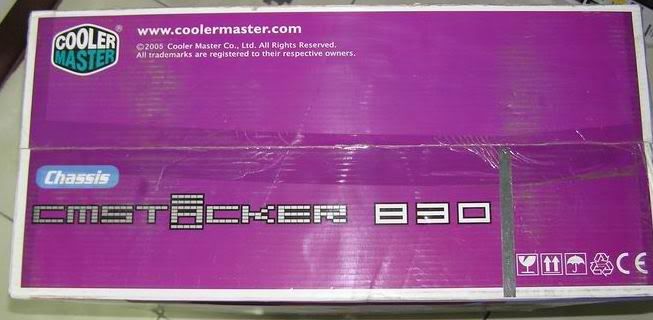 COOLER
MASTER
www.coolermaster.com
©2005 Cooler Master Co., Ltd. All Rights Reserved.
All trademarks are registered to their respective owners.
Chassis
CMSTACKER 830
CE